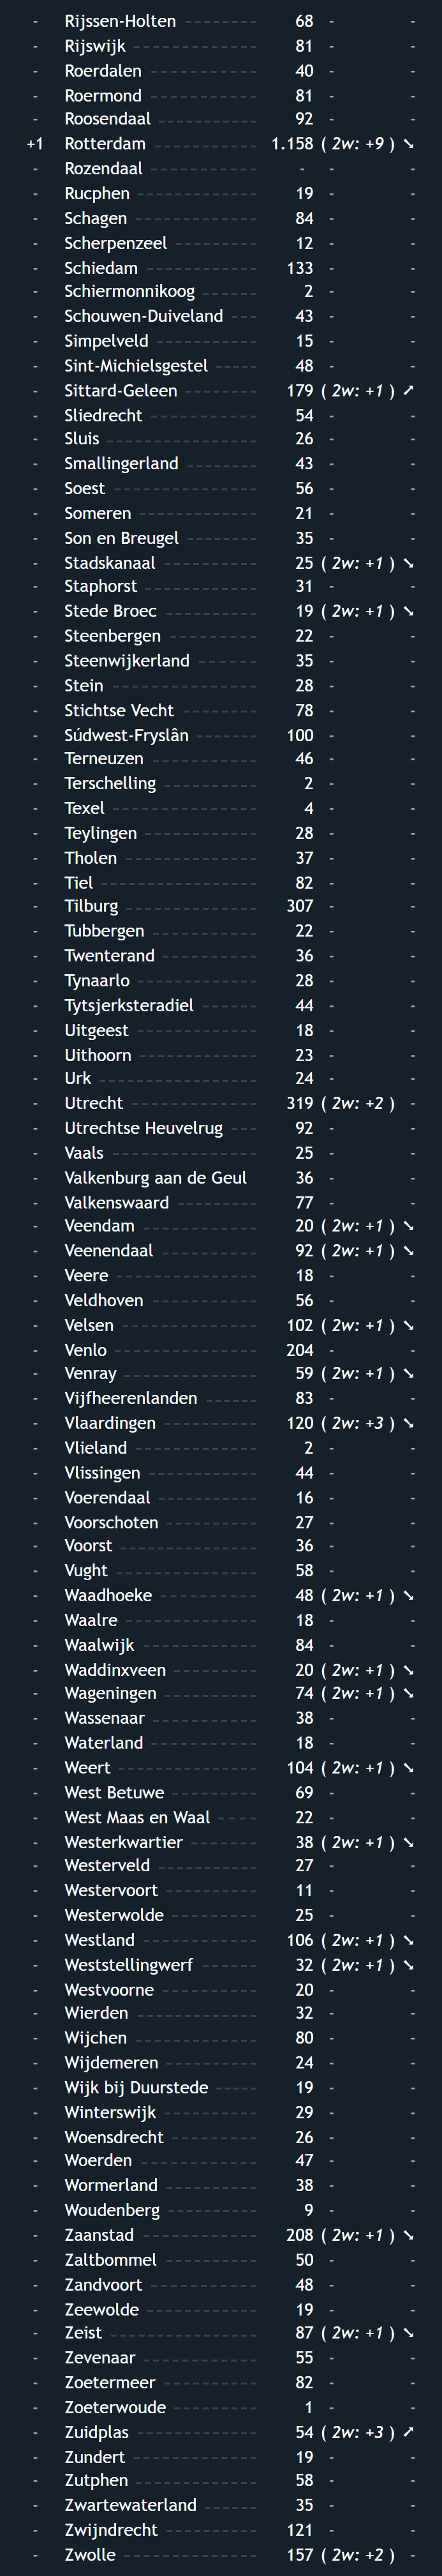 - Rijssen-Holten -------- 68 - -
- Rijswijk -------------- 81 - -
- Roerdalen ------------ 40 - -
- Roermond ------------ 81 - -
- Roosendaal ----------- 92 - -
+1 Rotterdam ------------ 1.158 ( 2w: +9 ) ➘
- Rozendaal ------------ - - -
- Rucphen -------------- 19 - -
- Schagen -------------- 84 - -
- Scherpenzeel --------- 12 - -
- Schiedam ------------- 133 - -
- Schiermonnikoog ------ 2 - -
- Schouwen-Duiveland --- 43 - -
- Simpelveld ------------ 15 - -
- Sint-Michielsgestel ----- 48 - -
- Sittard-Geleen --------- 179 ( 2w: +1 ) ➚
- Sliedrecht ------------ 54 - -
- Sluis ------------------ 26 - -
- Smallingerland --------- 43 - -
- Soest ----------------- 56 - -
- Someren -------------- 21 - -
- Son en Breugel -------- 35 - -
- Stadskanaal ----------- 25 ( 2w: +1 ) ➘
- Staphorst ------------- 31 - -
- Stede Broec ----------- 19 ( 2w: +1 ) ➘
- Steenbergen ---------- 22 - -
- Steenwijkerland ------- 35 - -
- Stein ----------------- 28 - -
- Stichtse Vecht -------- 78 - -
- Súdwest-Fryslân ------- 100 - -
- Terneuzen ------------ 46 - -
- Terschelling ----------- 2 - -
- Texel ----------------- 4 - -
- Teylingen ------------- 28 - -
- Tholen --------------- 37 - -
- Tiel ------------------ 82 - -
- Tilburg --------------- 307 - -
- Tubbergen ------------ 22 - -
- Twenterand ----------- 36 - -
- Tynaarlo -------------- 28 - -
- Tytsjerksteradiel ------ 44 - -
- Uitgeest -------------- 18 - -
- Uithoorn ------------- 23 - -
- Urk ------------------ 24 - -
- Utrecht -------------- 319 ( 2w: +2 ) -
- Utrechtse Heuvelrug --- 92 - -
- Vaals ----------------- 25 - -
- Valkenburg aan de Geul 36 - -
- Valkenswaard --------- 77 - -
- Veendam ------------- 20 ( 2w: +1 ) ➘
- Veenendaal ----------- 92 ( 2w: +1 ) ➘
- Veere ---------------- 18 - -
- Veldhoven ------------ 56 - -
- Velsen ---------------- 102 ( 2w: +1 ) ➘
- Venlo ----------------- 204 - -
- Venray --------------- 59 ( 2w: +1 ) ➘
- Vijfheerenlanden ------ 83 - -
- Vlaardingen ----------- 120 ( 2w: +3 ) ➘
- Vlieland -------------- 2 - -
- Vlissingen ------------ 44 - -
- Voerendaal ----------- 16 - -
- Voorschoten ---------- 27 - -
- Voorst --------------- 36 - -
- Vught ---------------- 58 - -
- Waadhoeke ----------- 48 ( 2w: +1 ) ➘
- Waalre --------------- 18 - -
- Waalwijk ------------- 84 - -
- Waddinxveen --------- 20 ( 2w: +1 ) ➘
- Wageningen ---------- 74 ( 2w: +1 ) ➘
- Wassenaar ------------ 38 - -
- Waterland ------------ 18 - -
- Weert ---------------- 104 ( 2w: +1 ) ➘
- West Betuwe ---------- 69 - -
- West Maas en Waal ---- 22 - -
- Westerkwartier -------- 38 ( 2w: +1 ) ➘
- Westerveld ----------- 27 - -
- Westervoort ---------- 11 - -
- Westerwolde ---------- 25 - -
- Westland ------------- 106 ( 2w: +1 ) ➘
- Weststellingwerf ------ 32 ( 2w: +1 ) ➘
- Westvoorne ----------- 20 - -
- Wierden -------------- 32 - -
- Wijchen -------------- 80 - -
- Wijdemeren ----------- 24 - -
- Wijk bij Duurstede ----- 19 - -
- Winterswijk ----------- 29 - -
- Woensdrecht ---------- 26 - -
- Woerden ------------- 47 - -
- Wormerland ---------- 38 - -
- Woudenberg ---------- 9 - -
- Zaanstad ------------- 208 ( 2w: +1 ) ➘
- Zaltbommel ----------- 50 - -
- Zandvoort ------------ 48 - -
- Zeewolde ------------- 19 - -
- Zeist ----------------- 87 ( 2w: +1 ) ➘
- Zevenaar ------------- 55 - -
- Zoetermeer ----------- 82 - -
- Zoeterwoude ---------- 1 - -
- Zuidplas -------------- 54 ( 2w: +3 ) ➚
- Zundert -------------- 19 - -
- Zutphen -------------- 58 - -
- Zwartewaterland ------ 35 - -
- Zwijndrecht ----------- 121 - -
- Zwolle ---------------- 157 ( 2w: +2 ) -